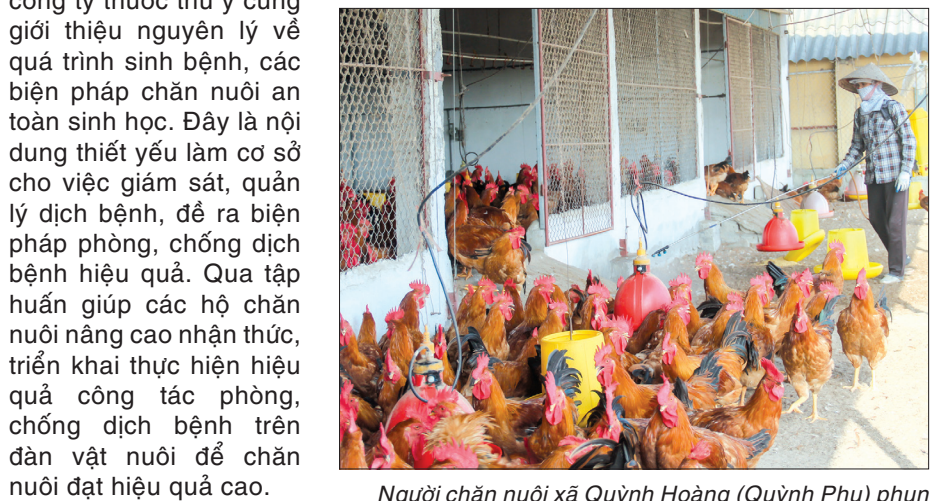 công ty thuốc thú y cũng
giới thiệu nguyên lý về
quá trình sinh bệnh, các
biện pháp chăn nuôi an
toàn sinh học. Đây là nội
dung thiết yếu làm cơ sở
cho việc giám sát, quản
lý dịch bệnh, đề ra biện
pháp phòng, chống dịch
bệnh hiệu quả. Qua tập
huấn giúp các hộ chăn
nuôi nâng cao nhận thức,
triển khai thực hiện hiệu
quả công tác phòng,
chống dịch bệnh trên
đàn vật nuôi để chăn
nuôi đạt hiệu quả cao.
Người chăn nuôi xã Quỳnh Hoàng (Quỳnh Phụ) phun